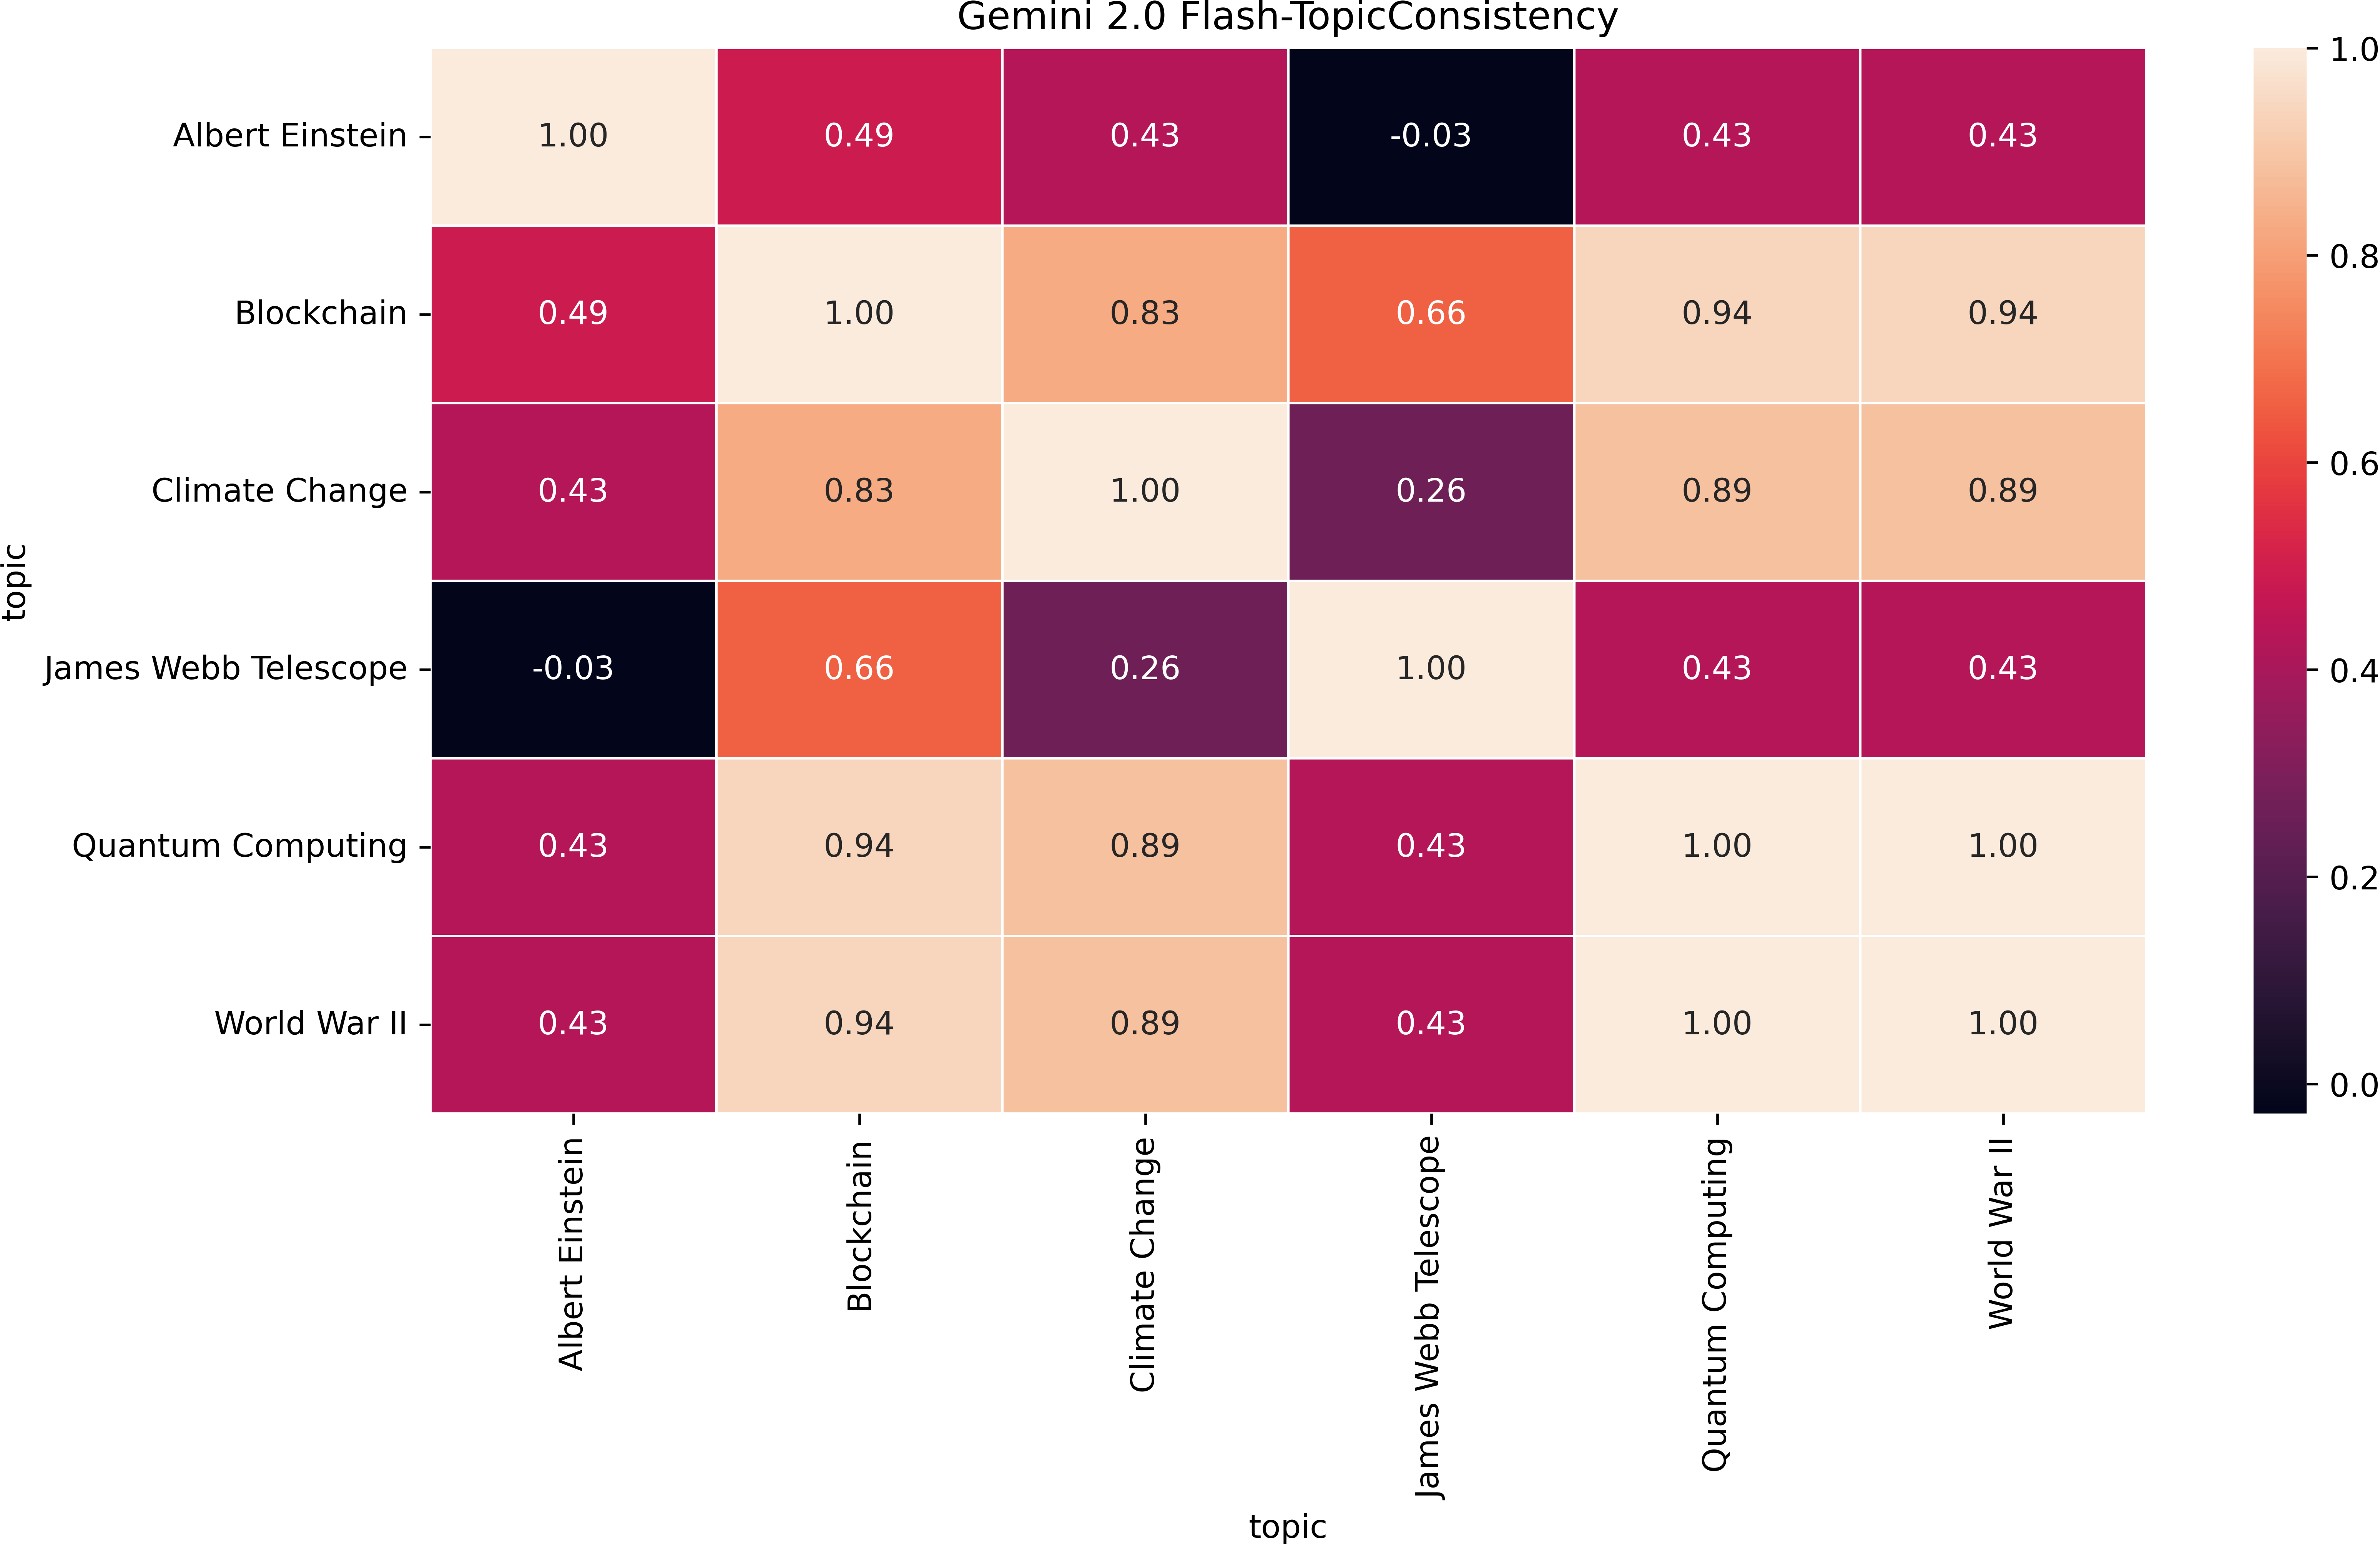 Gemini 2.0 Flash-TopicConsistency
topic
Albert Einstein 1.00 0.49 0.43 -0.03 0.43 0.43
Blockchain 0.49 1.00 0.83 0.66 0.94 0.94
Climate Change 0.43 0.83 1.00 0.26 0.89 0.89
James Webb Telescope -0.03 0.66 0.26 1.00 0.43 0.43
Quantum Computing 0.43 0.94 0.89 0.43 1.00 1.00
World War II 0.43 0.94 0.89 0.43 1.00 1.00
Albert Einstein
Blockchain
Climate Change
James Webb Telescope
Quantum Computing
World War II
topic
1.0
0.8
0.6
0.4
0.2
0.0